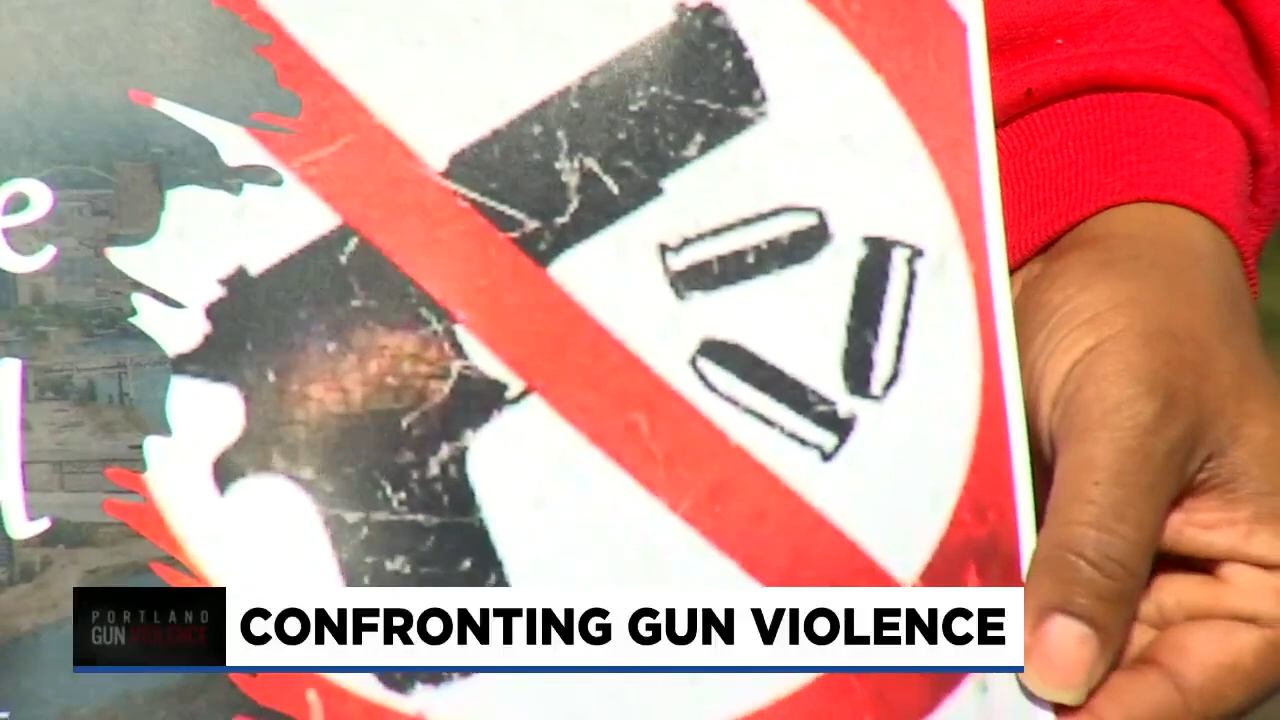 e
l
PORTLAND
GUN VIOLENCE
CONFRONTING GUN VIOLENCE